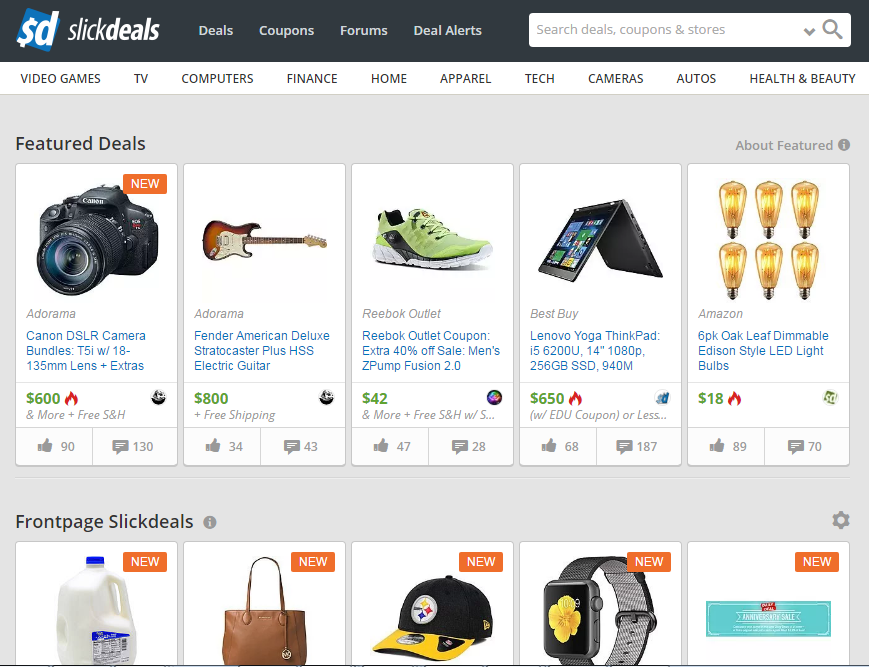 sd slickdeals Deals Coupons Forums Deal Alerts Search deals, coupons & stores
VIDEO GAMES TV COMPUTERS FINANCE HOME APPAREL TECH CAMERAS AUTOS HEALTH & BEAUTY
Featured Deals About Featured
NEW
Canon
Adorama
Canon DSLR Camera
Bundles: T5i w/ 18-
135mm Lens + Extras
$600
& More + Free S&H
90 130
Adorama
Fender American Deluxe
Stratocaster Plus HSS
Electric Guitar
$800
+ Free Shipping
34 43
Reebok Outlet
Reebok Outlet Coupon:
Extra 40% off Sale: Men's
ZPump Fusion 2.0
$42
& More + Free S&H w/ S...
47 28
Best Buy
Lenovo Yoga ThinkPad:
i5 6200U, 14" 1080p,
256GB SSD, 940M
$650
(w/ EDU Coupon) or Less...
68 187
Amazon
6pk Oak Leaf Dimmable
Edison Style LED Light
Bulbs
$18
89 70
Frontpage Slickdeals
NEW
NEW
NEW
Steelers
NEW
NEW
ANNIVERSARY SALE